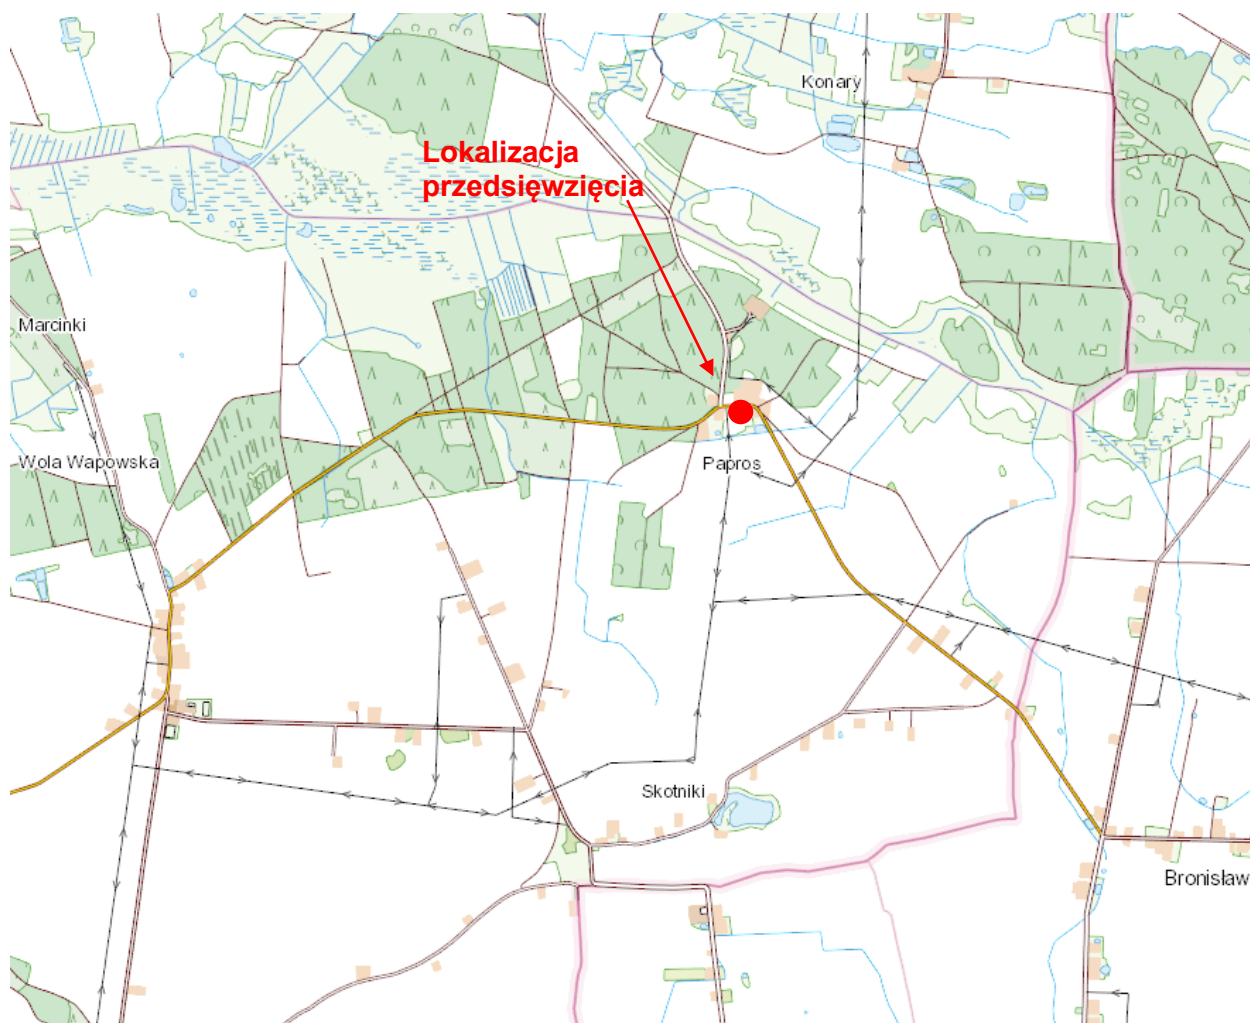 Konary
Lokalizacja
przedsięwzięcia
Marcinki
Wola Wapowska
Papros
Skotniki
Bronisław